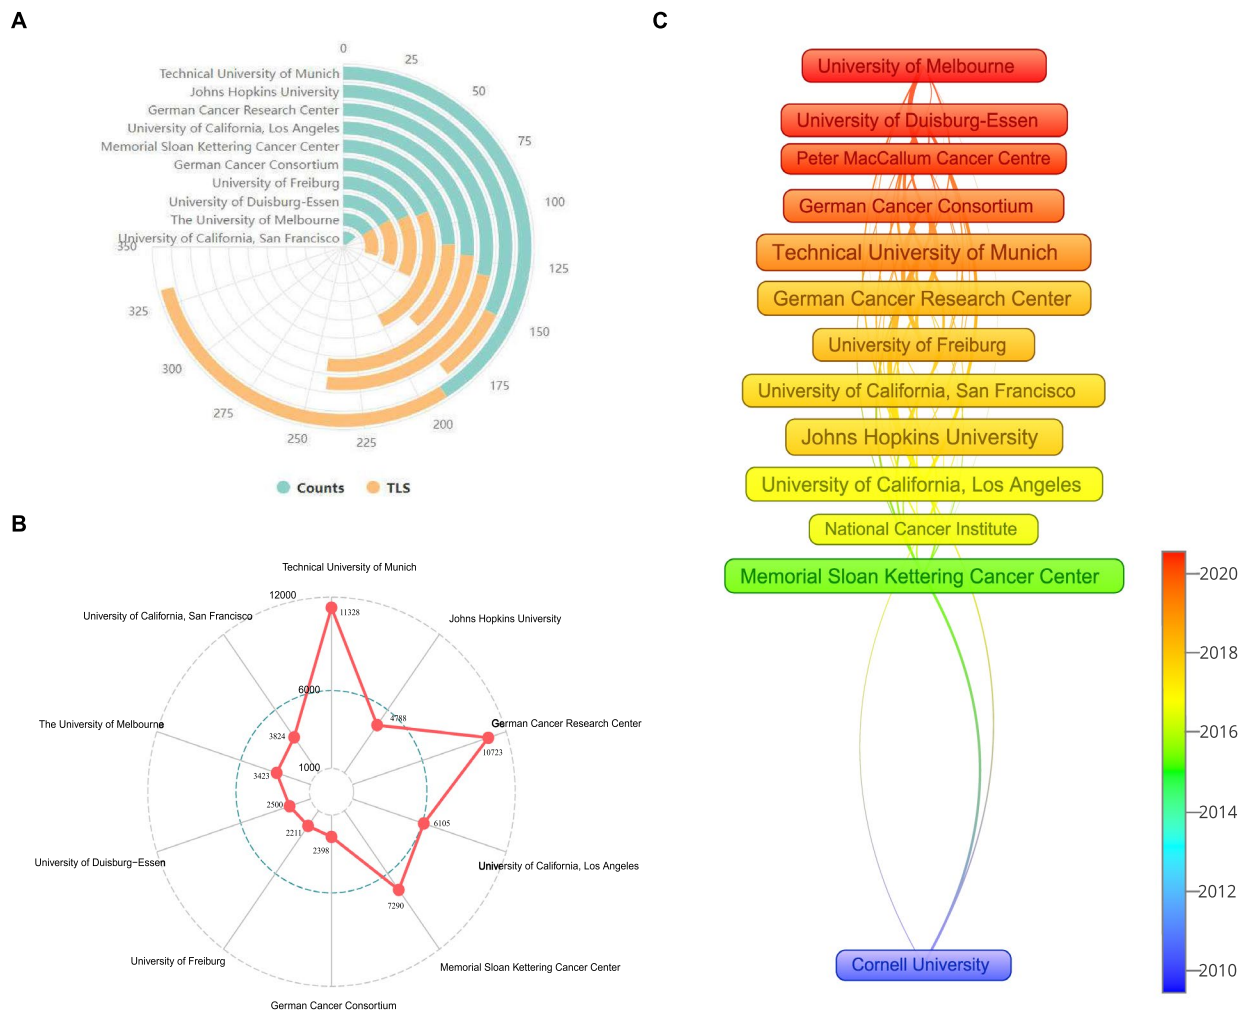 A
0
25
50
75
100
125
150
175
200
225
250
275
300
325
350
Technical University of Munich
Johns Hopkins University
German Cancer Research Center
University of California, Los Angeles
Memorial Sloan Kettering Cancer Center
German Cancer Consortium
University of Freiburg
University of Duisburg-Essen
The University of Melbourne
University of California, San Francisco
Counts TLS
B
Technical University of Munich
12000
11328
University of California, San Francisco
Johns Hopkins University
6000
4788
The University of Melbourne
German Cancer Research Center
3824
10723
1000
3423
2500
6105
2211
2398
University of Duisburg−Essen
University of California, Los Angeles
7290
University of Freiburg
Memorial Sloan Kettering Cancer Center
German Cancer Consortium
C
University of Melbourne
University of Duisburg-Essen
Peter MacCallum Cancer Centre
German Cancer Consortium
Technical University of Munich
German Cancer Research Center
University of Freiburg
University of California, San Francisco
Johns Hopkins University
University of California, Los Angeles
National Cancer Institute
Memorial Sloan Kettering Cancer Center
Cornell University
2020
2018
2016
2014
2012
2010